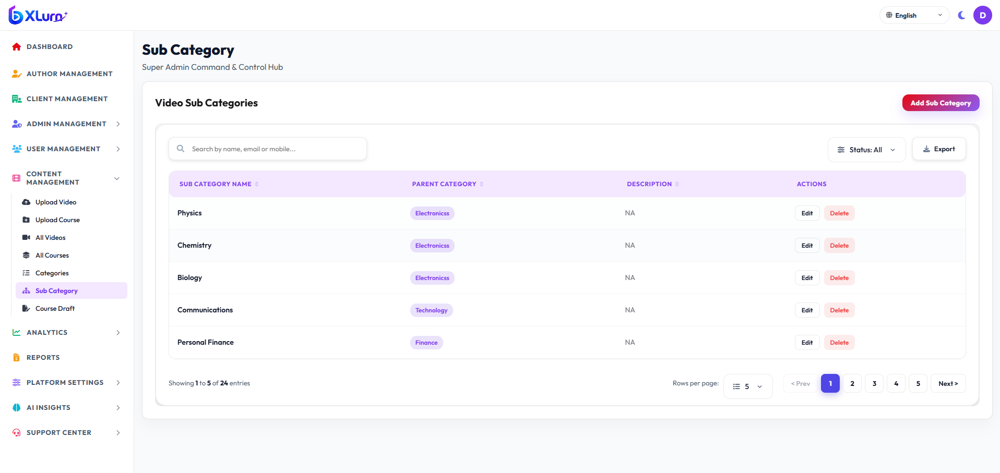 XLurn
English
D
DASHBOARD
AUTHOR MANAGEMENT
CLIENT MANAGEMENT
ADMIN MANAGEMENT
USER MANAGEMENT
CONTENT
MANAGEMENT
Upload Video
Upload Course
All Videos
All Courses
Categories
Sub Category
Course Draft
ANALYTICS
REPORTS
PLATFORM SETTINGS
AI INSIGHTS
SUPPORT CENTER
Sub Category
Super Admin Command & Control Hub
Video Sub Categories
Add Sub Category
Search by name, email or mobile...
Status: All
Export
SUB CATEGORY NAME PARENT CATEGORY DESCRIPTION ACTIONS
Physics Electronicss NA Edit Delete
Chemistry Electronicss NA Edit Delete
Biology Electronicss NA Edit Delete
Communications Technology NA Edit Delete
Personal Finance Finance NA Edit Delete
Showing 1 to 5 of 24 entries
Rows per page: 5
< Prev 1 2 3 4 5 Next >